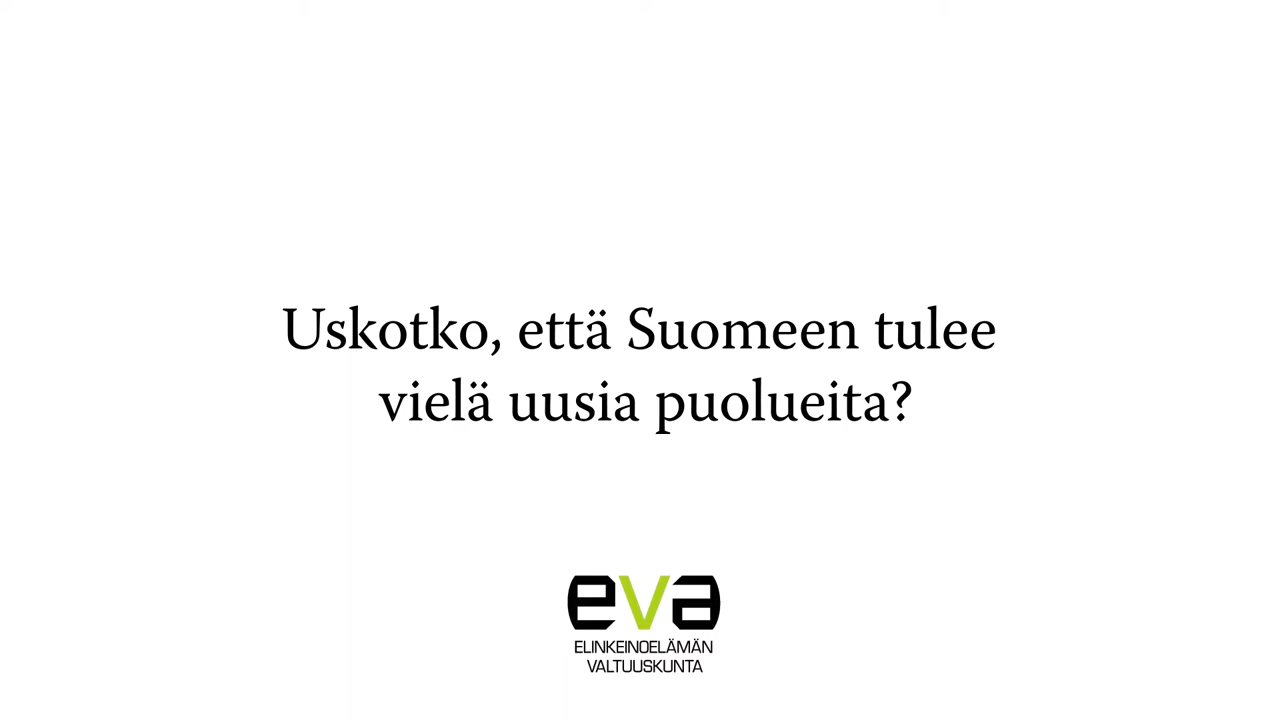 Uskotko, että Suomeen tulee
vielä uusia puolueita?
eva
ELINKEINOELÄMÄN
VALTUUSKUNTA